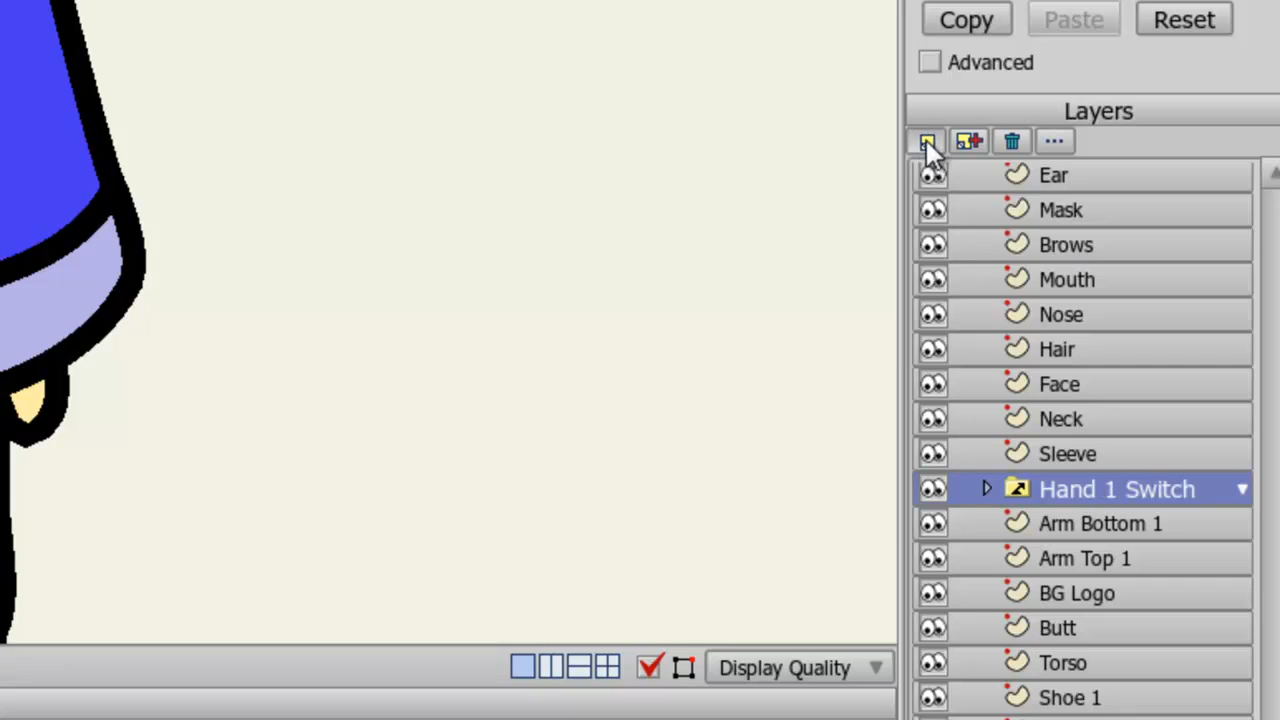 Copy Paste Reset
Advanced
Layers
Ear
Mask
Brows
Mouth
Nose
Hair
Face
Neck
Sleeve
Hand 1 Switch
Arm Bottom 1
Arm Top 1
BG Logo
Butt
Torso
Shoe 1
Display Quality